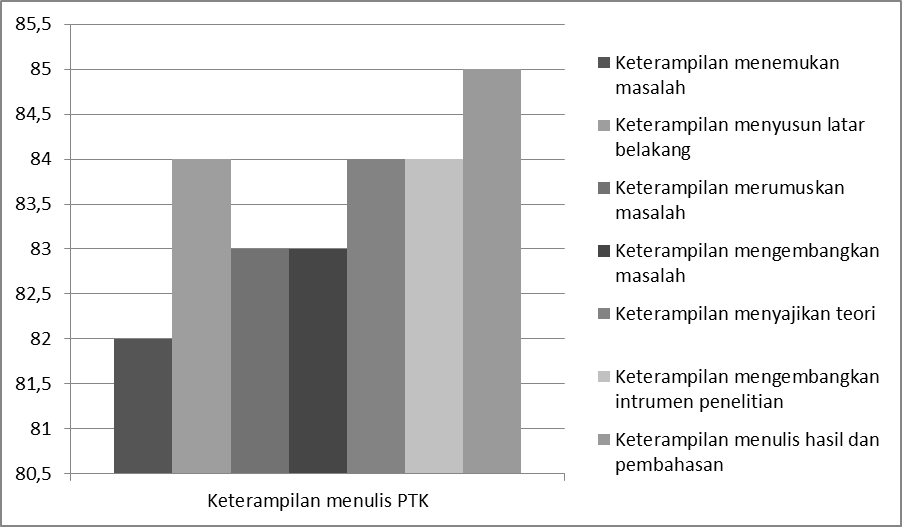 85,5
85
84,5
84
83,5
83
82,5
82
81,5
81
80,5
Keterampilan menulis PTK
Keterampilan menemukan
masalah
Keterampilan menyusun latar
belakang
Keterampilan merumuskan
masalah
Keterampilan mengembangkan
masalah
Keterampilan menyajikan teori
Keterampilan mengembangkan
intrumen penelitian
Keterampilan menulis hasil dan
pembahasan